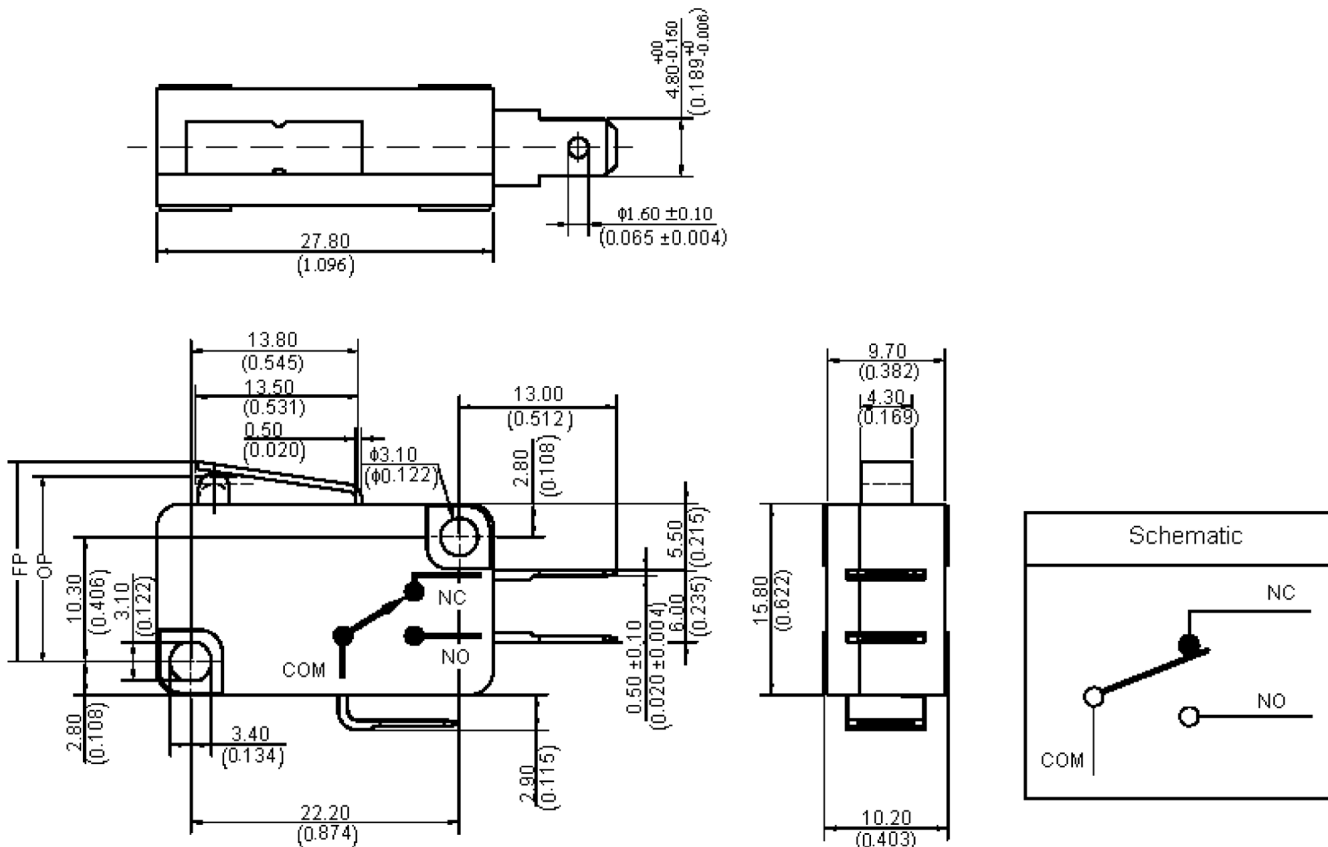 4.80 +00 -0.150
(0.189 +0 -0.006)
φ1.60 ±0.10
(0.065 ±0.004)
27.80
(1.096)
13.80
(0.545)
13.50
(0.531)
0.50
(0.020)
φ3.10
(φ0.122)
13.00
(0.512)
2.80
(0.108)
5.50
(0.215)
6.00
(0.235)
0.50 ±0.10
(0.020 ±0.004)
FP
OP
10.30
(0.406)
3.10
(0.122)
2.80
(0.108)
3.40
(0.134)
22.20
(0.874)
2.90
(0.115)
NC
NO
COM
9.70
(0.382)
4.30
(0.169)
15.80
(0.622)
10.20
(0.403)
Schematic
NC
NO
COM